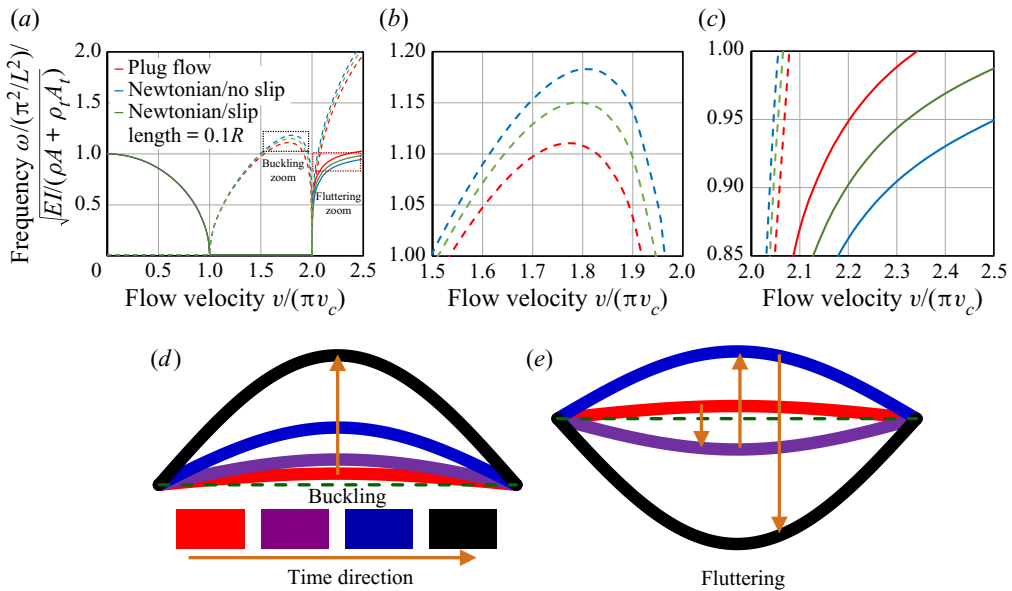 (a)
(b)
(c)
Frequency ω/(π²/L²)/
√EI/(ρA + ρₜAₜ)
2.0
1.5
1.0
0.5
Plug flow
Newtonian/no slip
Newtonian/slip
length = 0.1R
Buckling
zoom
Fluttering
zoom
0 0.5 1.0 1.5 2.0 2.5
Flow velocity v/(πv_c)
1.20
1.15
1.10
1.05
1.00
1.5 1.6 1.7 1.8 1.9 2.0
Flow velocity v/(πv_c)
1.00
0.95
0.90
0.85
2.0 2.1 2.2 2.3 2.4 2.5
Flow velocity v/(πv_c)
(d)
Buckling
Time direction
(e)
Fluttering